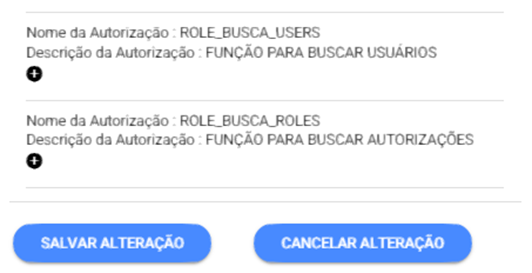 Nome da Autorização : ROLE_BUSCA_USERS
Descrição da Autorização : FUNÇÃO PARA BUSCAR USUÁRIOS
Nome da Autorização : ROLE_BUSCA_ROLES
Descrição da Autorização : FUNÇÃO PARA BUSCAR AUTORIZAÇÕES
SALVAR ALTERAÇÃO CANCELAR ALTERAÇÃO